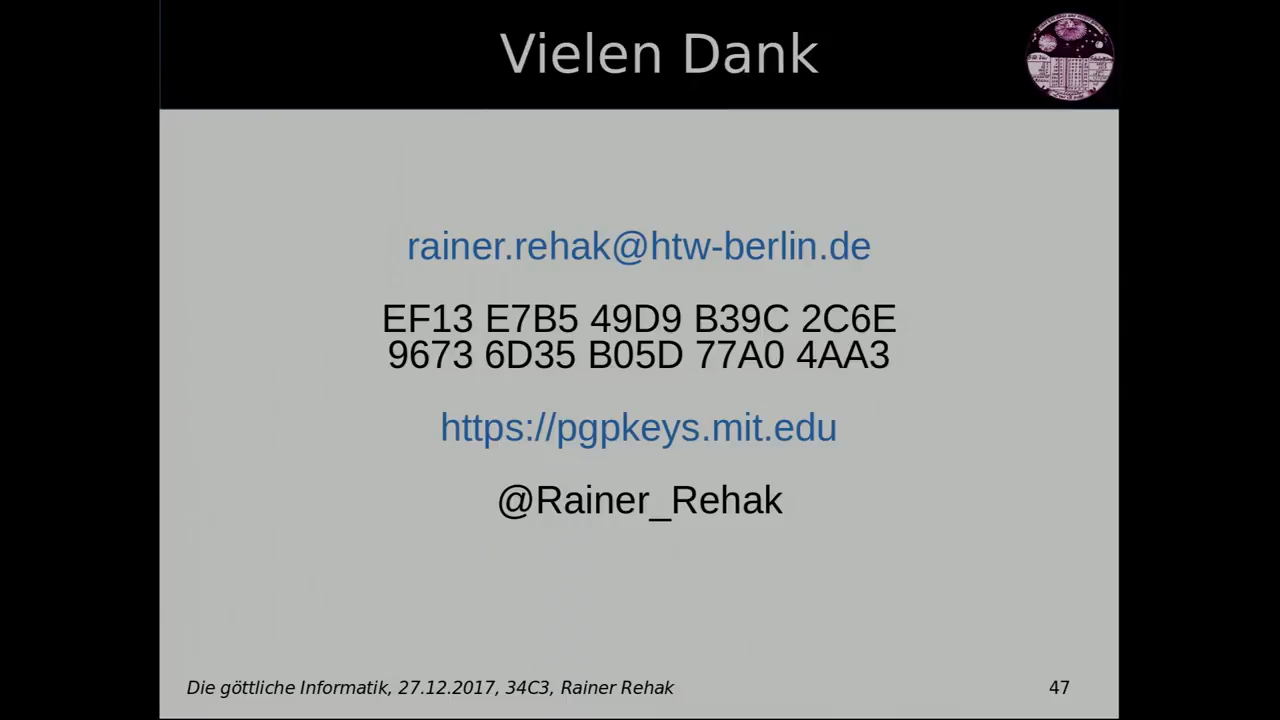 Vielen Dank
rainer.rehak@htw-berlin.de
EF13 E7B5 49D9 B39C 2C6E
9673 6D35 B05D 77A0 4AA3
https://pgpkeys.mit.edu
@Rainer_Rehak
Die göttliche Informatik, 27.12.2017, 34C3, Rainer Rehak
47